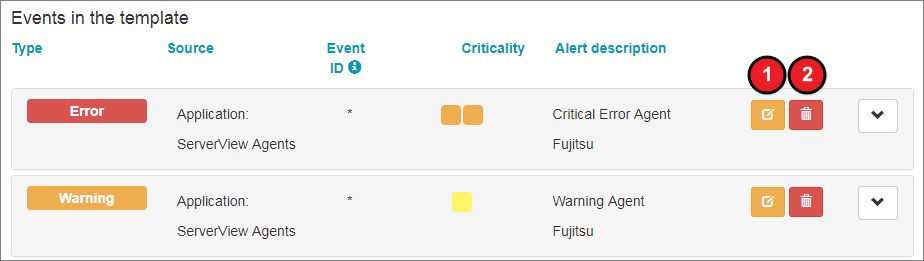 Events in the template
Type Source Event ID Criticality Alert description
1 2
Error Application: * Critical Error Agent
ServerView Agents Fujitsu
Warning Application: * Warning Agent
ServerView Agents Fujitsu